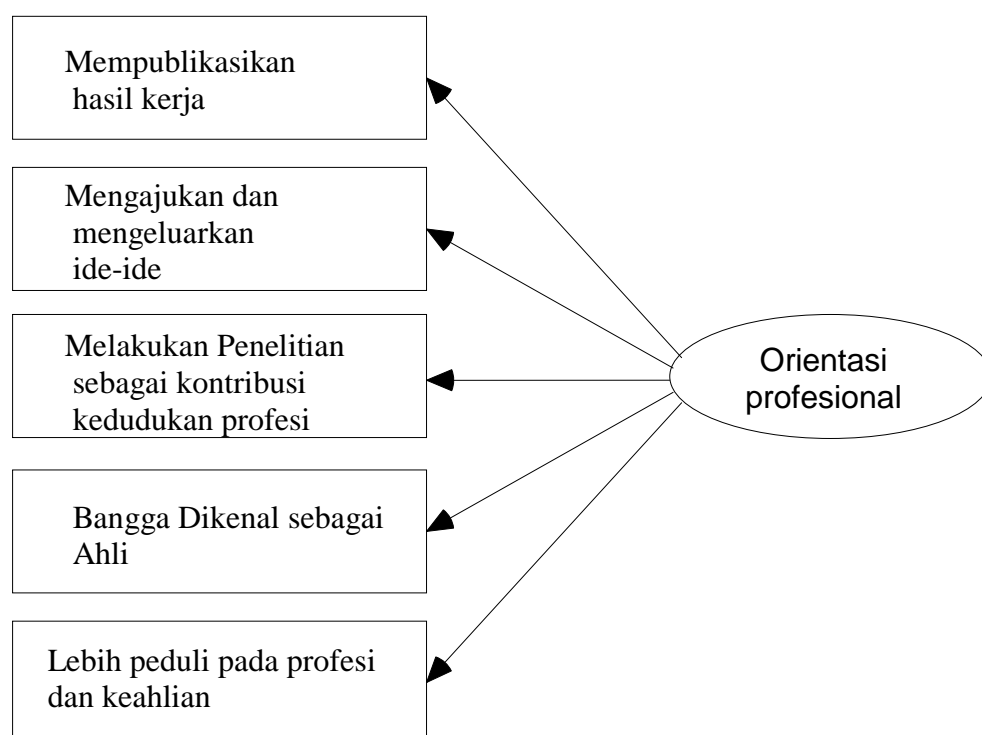 Mempublikasikan
hasil kerja
Mengajukan dan
mengeluarkan
ide-ide
Melakukan Penelitian
sebagai kontribusi
kedudukan profesi
Bangga Dikenal sebagai
Ahli
Lebih peduli pada profesi
dan keahlian
Orientasi
profesional